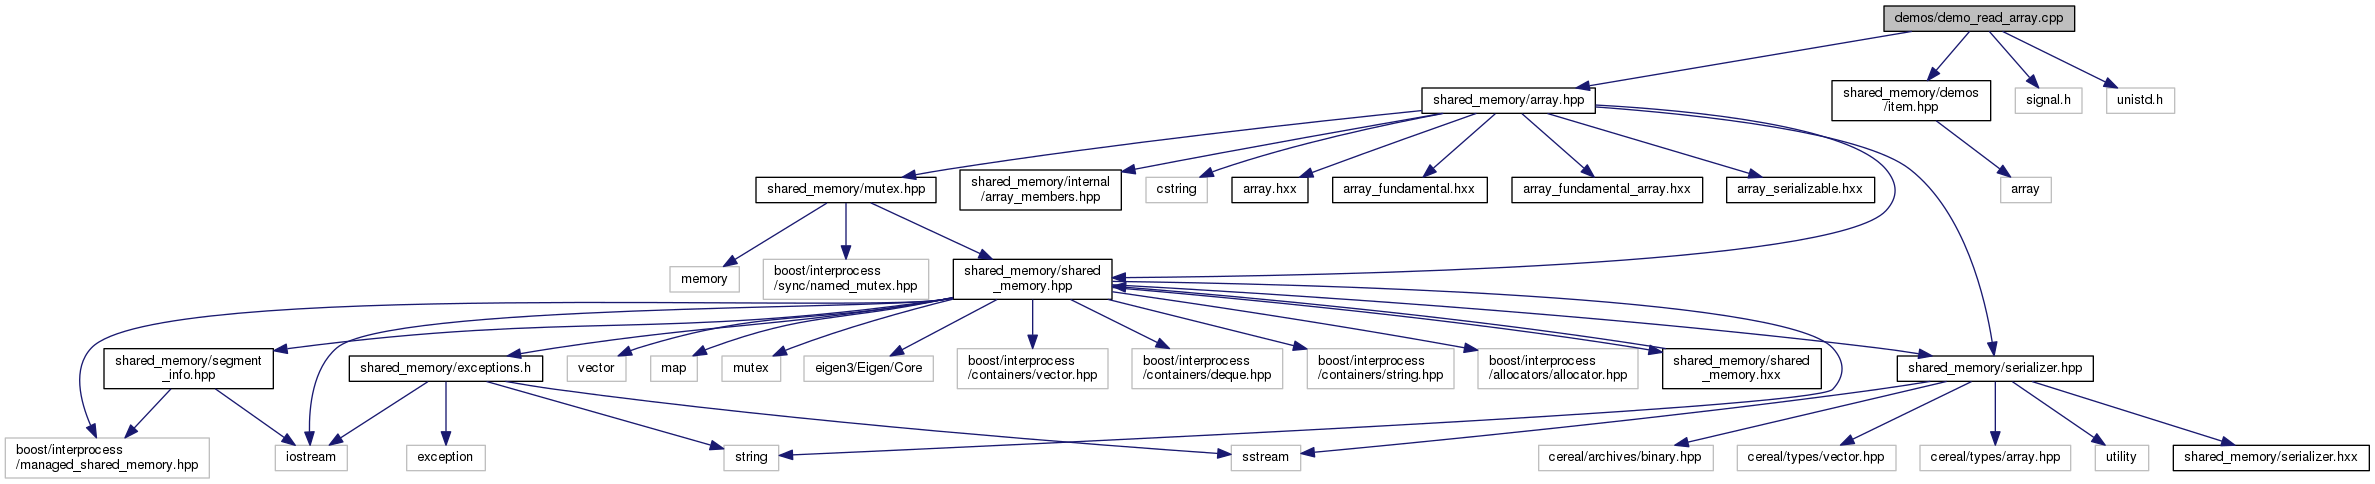 demos/demo_read_array.cpp
shared_memory/array.hpp
shared_memory/demos
/item.hpp
signal.h
unistd.h
shared_memory/mutex.hpp
shared_memory/internal
/array_members.hpp
cstring
array.hxx
array_fundamental.hxx
array_fundamental_array.hxx
array_serializable.hxx
array
memory
boost/interprocess
/sync/named_mutex.hpp
shared_memory/shared
_memory.hpp
shared_memory/segment
_info.hpp
shared_memory/exceptions.h
vector
map
mutex
eigen3/Eigen/Core
boost/interprocess
/containers/vector.hpp
boost/interprocess
/containers/deque.hpp
boost/interprocess
/containers/string.hpp
boost/interprocess
/allocators/allocator.hpp
shared_memory/shared
_memory.hxx
shared_memory/serializer.hpp
boost/interprocess
/managed_shared_memory.hpp
iostream
exception
string
sstream
cereal/archives/binary.hpp
cereal/types/vector.hpp
cereal/types/array.hpp
utility
shared_memory/serializer.hxx